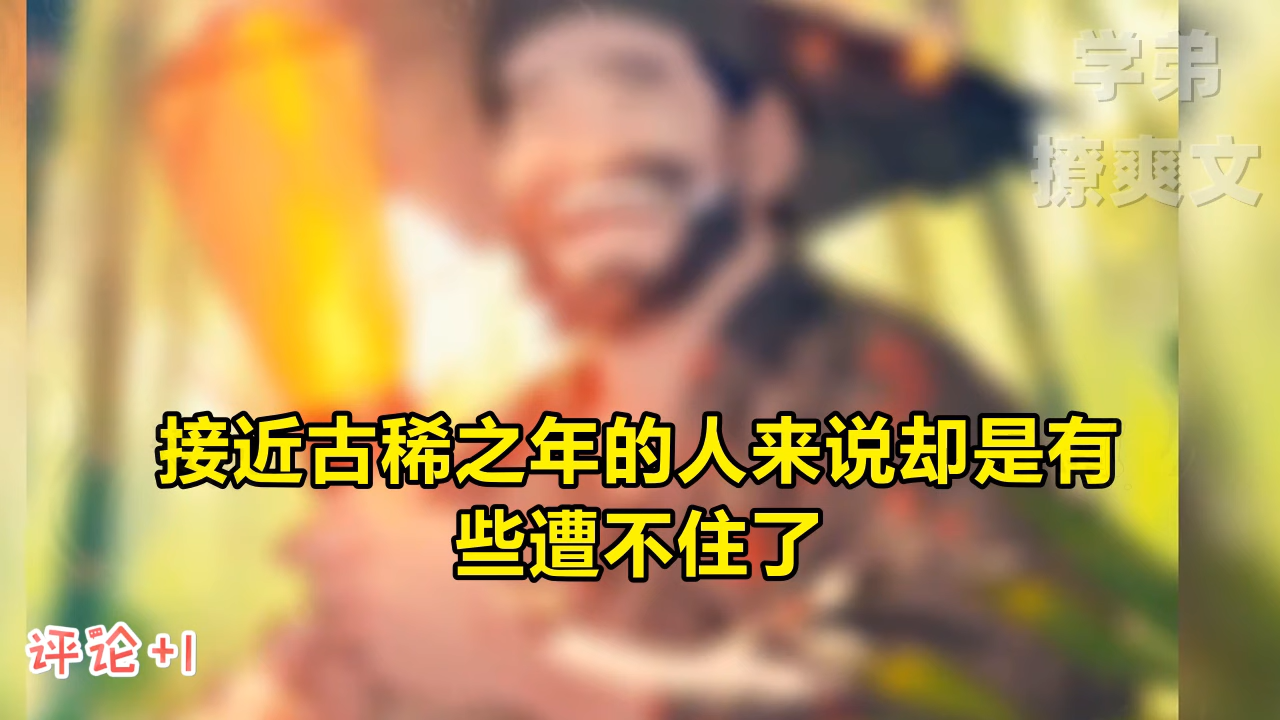 学弟
撩爽文
接近古稀之年的人来说却是有
些遭不住了
评论+1